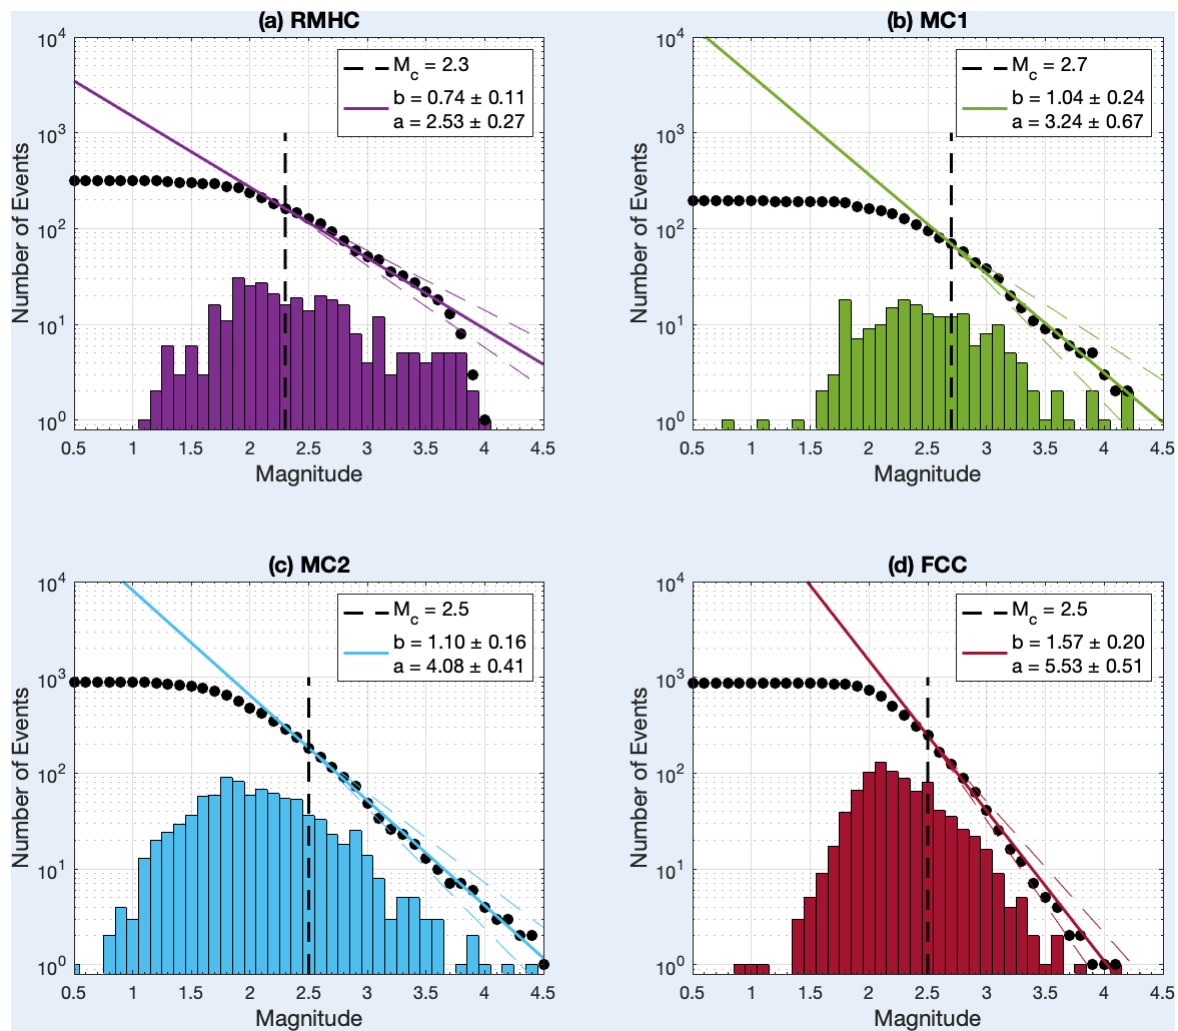 (a) RMHC
10^4
10^3
10^2
10^1
10^0
Number of Events
M_c = 2.3
b = 0.74 ± 0.11
a = 2.53 ± 0.27
0.5 1 1.5 2 2.5 3 3.5 4 4.5
Magnitude
(b) MC1
10^4
10^3
10^2
10^1
10^0
Number of Events
M_c = 2.7
b = 1.04 ± 0.24
a = 3.24 ± 0.67
0.5 1 1.5 2 2.5 3 3.5 4 4.5
Magnitude
(c) MC2
10^4
10^3
10^2
10^1
10^0
Number of Events
M_c = 2.5
b = 1.10 ± 0.16
a = 4.08 ± 0.41
0.5 1 1.5 2 2.5 3 3.5 4 4.5
Magnitude
(d) FCC
10^4
10^3
10^2
10^1
10^0
Number of Events
M_c = 2.5
b = 1.57 ± 0.20
a = 5.53 ± 0.51
0.5 1 1.5 2 2.5 3 3.5 4 4.5
Magnitude